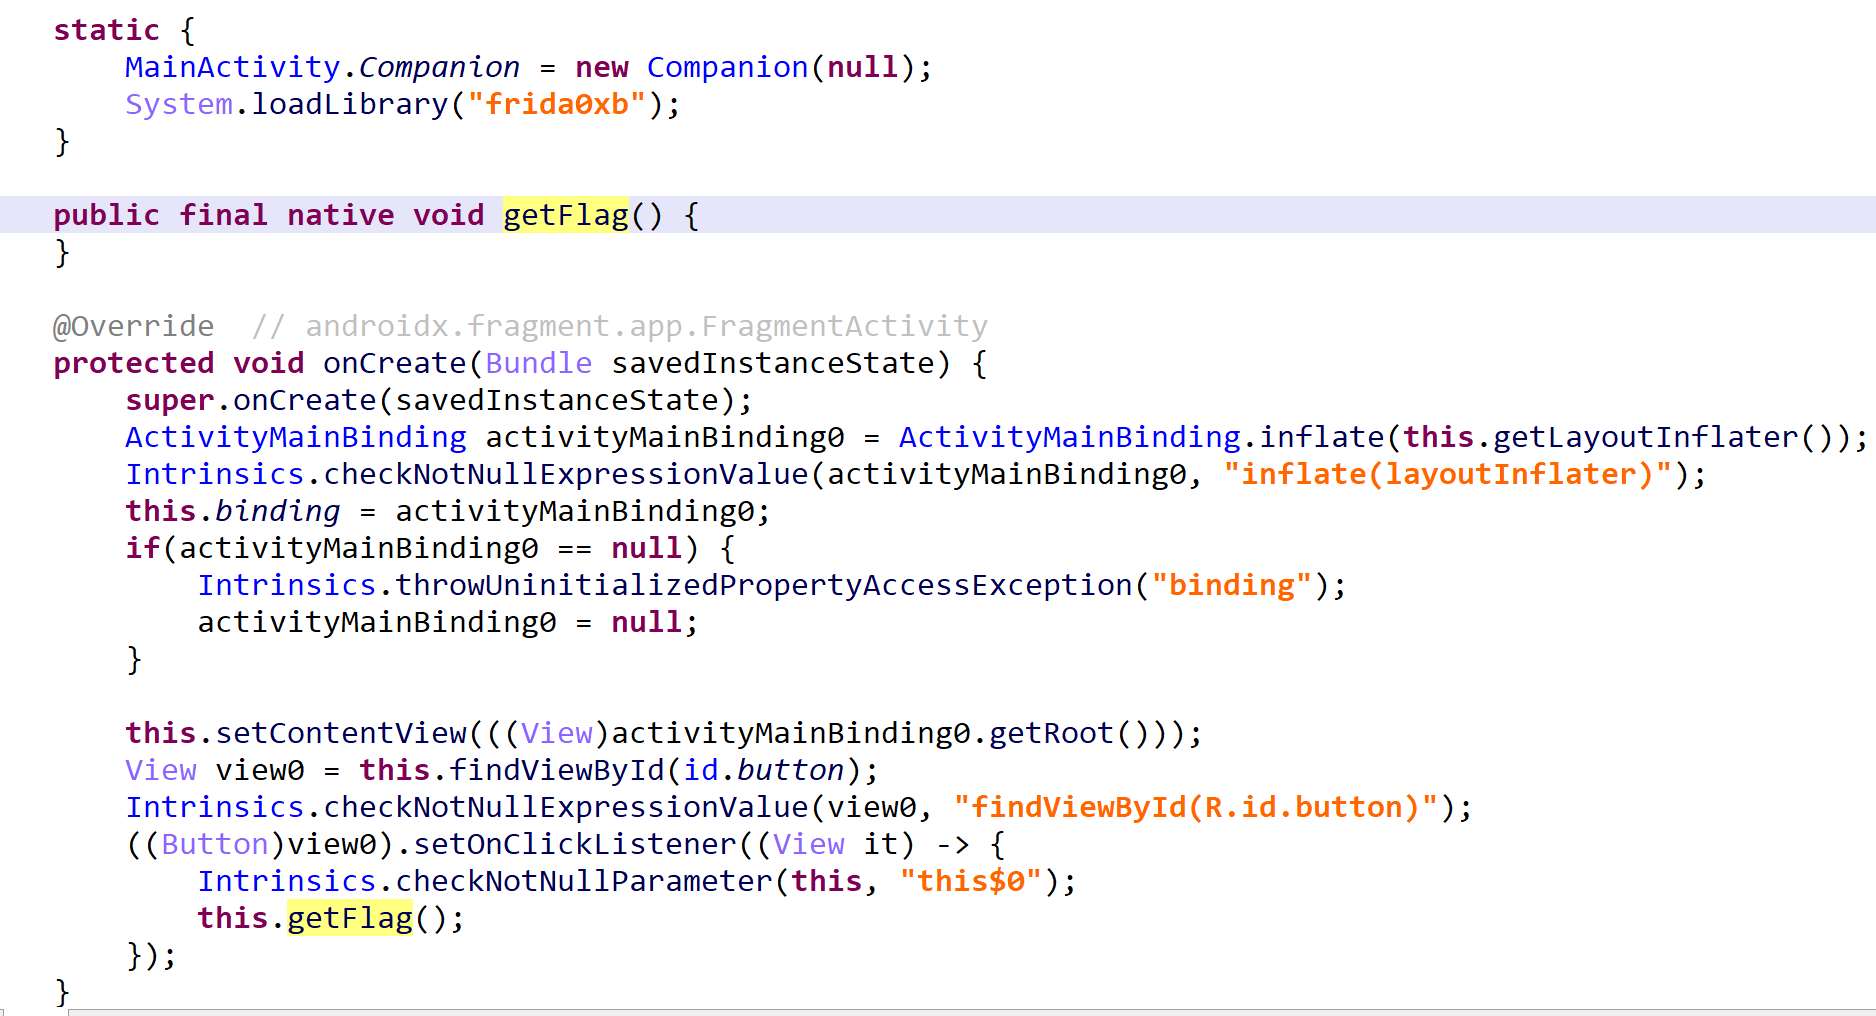 static {
    MainActivity.Companion = new Companion(null);
    System.loadLibrary("frida0xb");
}

public final native void getFlag() {
}

@Override  // androidx.fragment.app.FragmentActivity
protected void onCreate(Bundle savedInstanceState) {
    super.onCreate(savedInstanceState);
    ActivityMainBinding activityMainBinding0 = ActivityMainBinding.inflate(this.getLayoutInflater());
    Intrinsics.checkNotNullExpressionValue(activityMainBinding0, "inflate(layoutInflater)");
    this.binding = activityMainBinding0;
    if(activityMainBinding0 == null) {
        Intrinsics.throwUninitializedPropertyAccessException("binding");
        activityMainBinding0 = null;
    }

    this.setContentView(((View)activityMainBinding0.getRoot()));
    View view0 = this.findViewById(id.button);
    Intrinsics.checkNotNullExpressionValue(view0, "findViewById(R.id.button)");
    ((Button)view0).setOnClickListener((View it) -> {
        Intrinsics.checkNotNullParameter(this, "this$0");
        this.getFlag();
    });
}